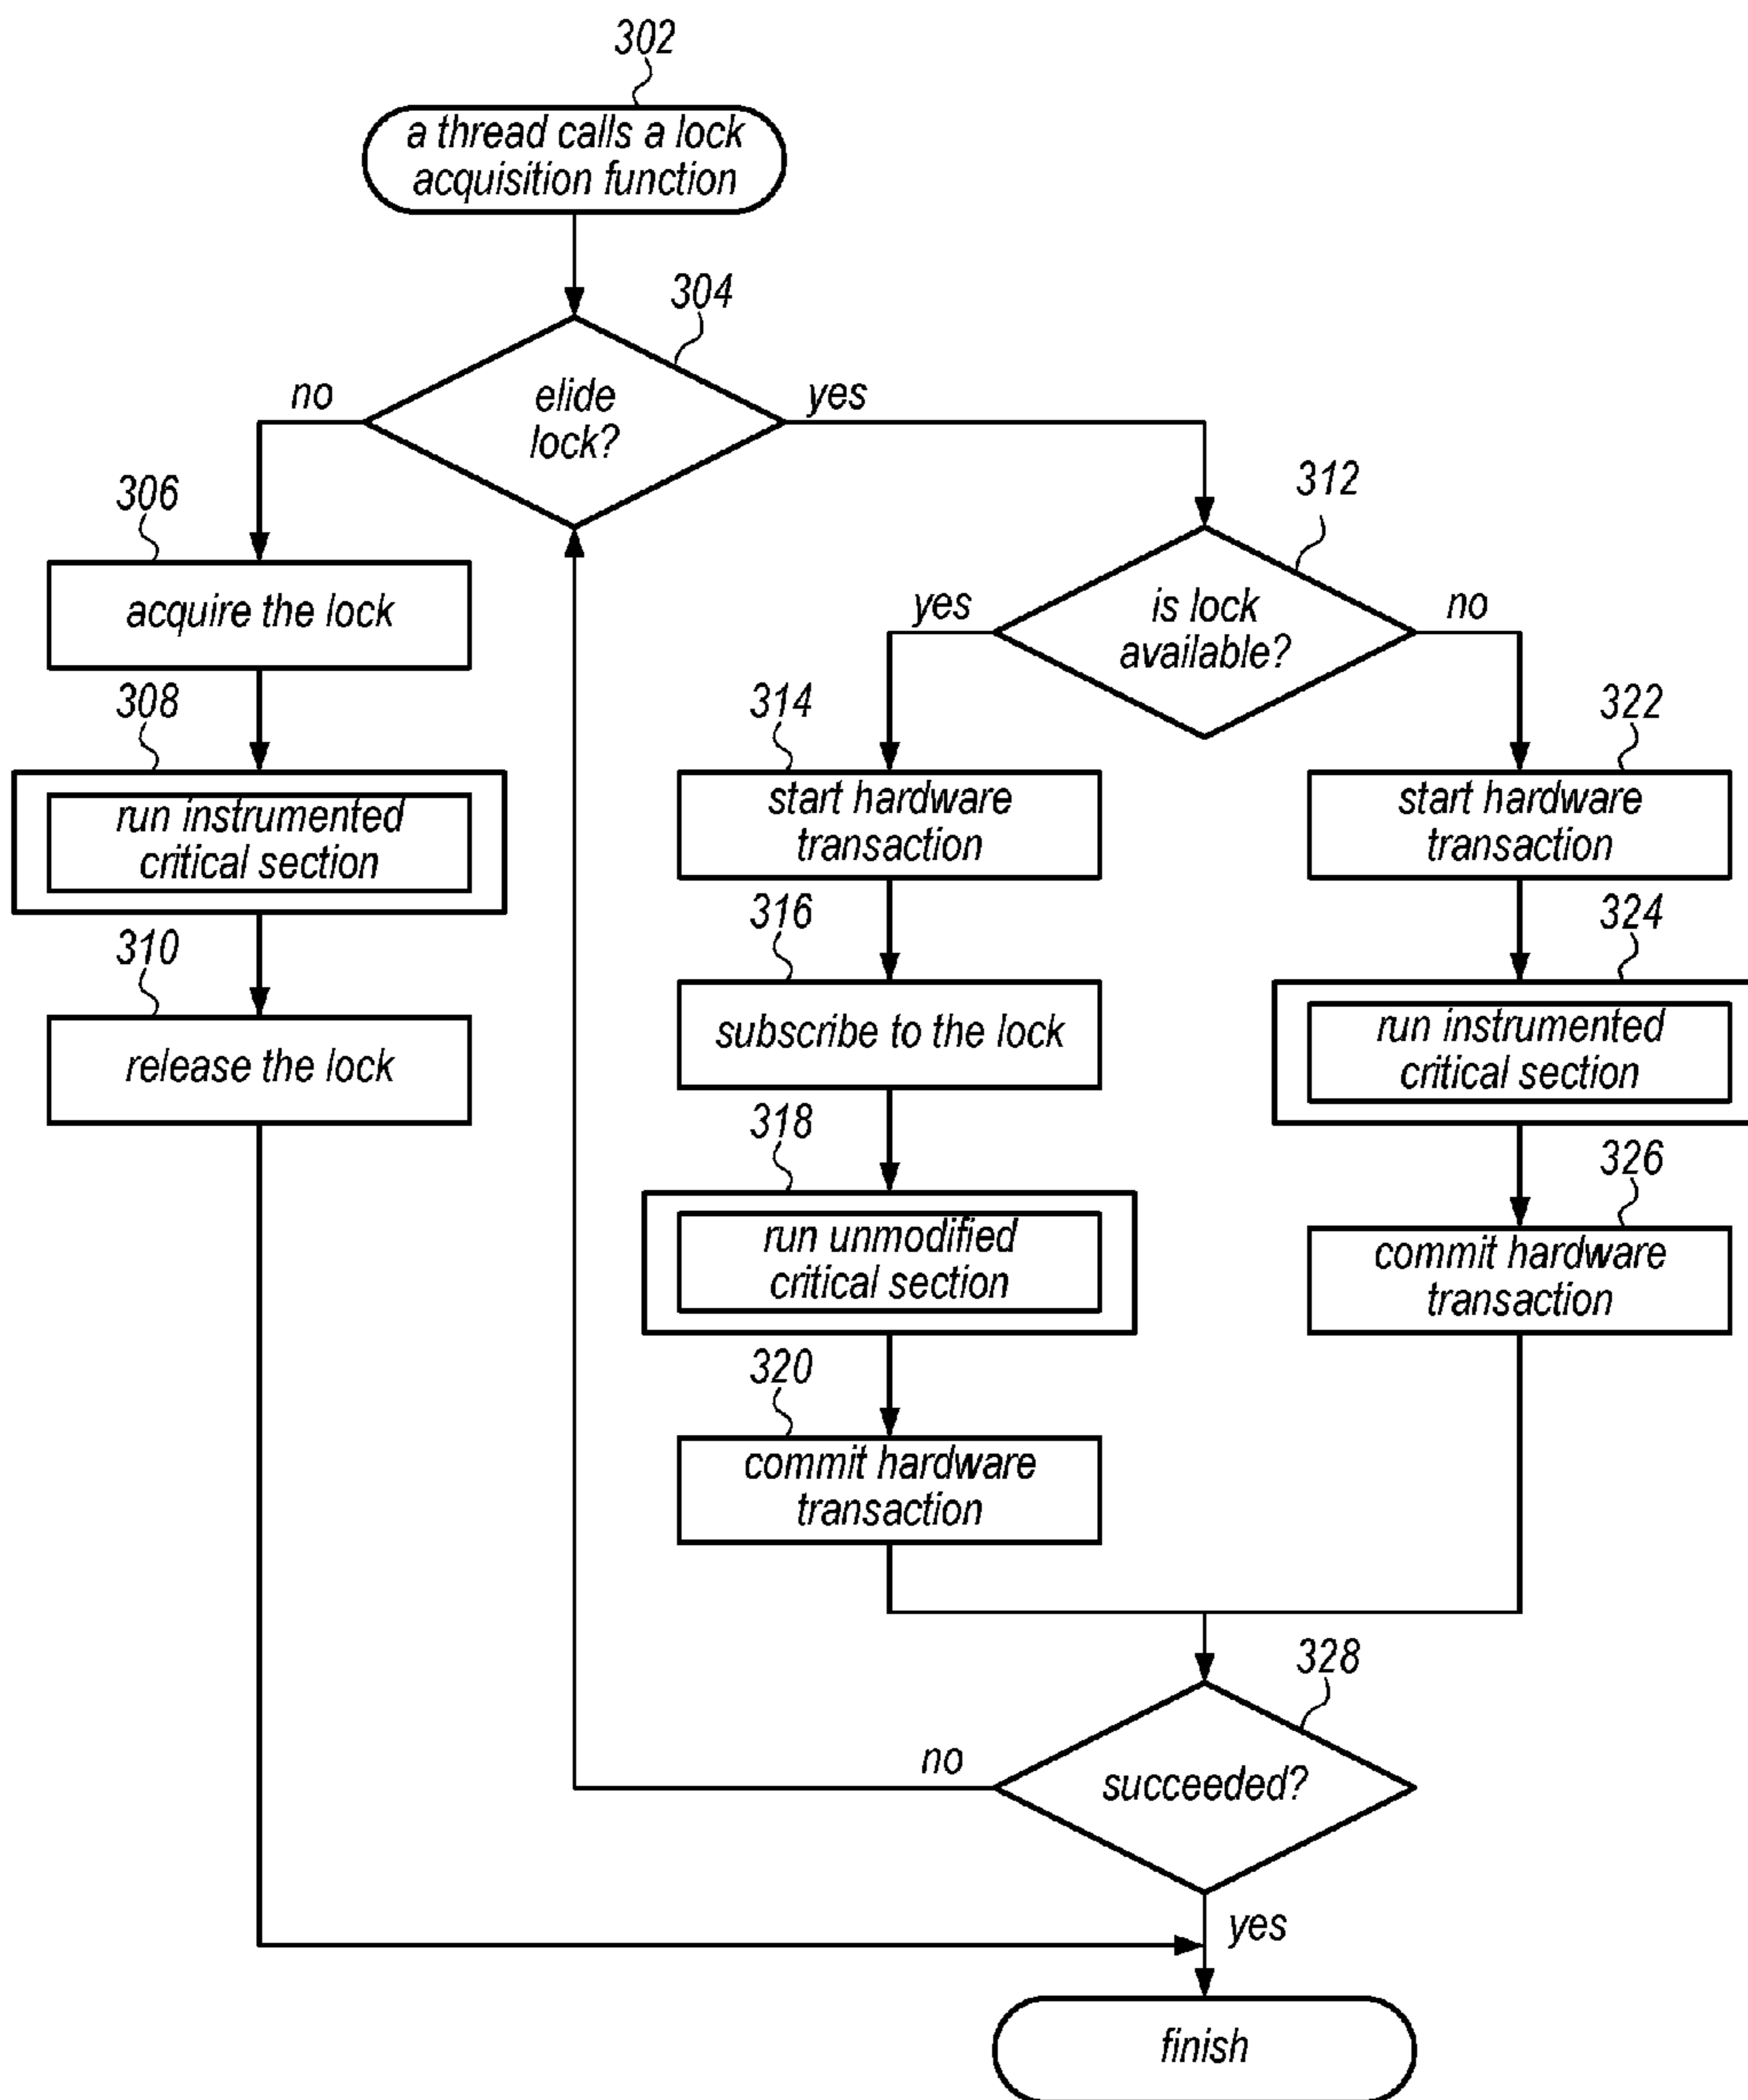 302
a thread calls a lock
acquisition function
304
elide
lock?
no
yes
306
acquire the lock
308
run instrumented
critical section
310
release the lock
312
is lock
available?
yes
no
314
start hardware
transaction
316
subscribe to the lock
318
run unmodified
critical section
320
commit hardware
transaction
322
start hardware
transaction
324
run instrumented
critical section
326
commit hardware
transaction
328
succeeded?
no
yes
finish